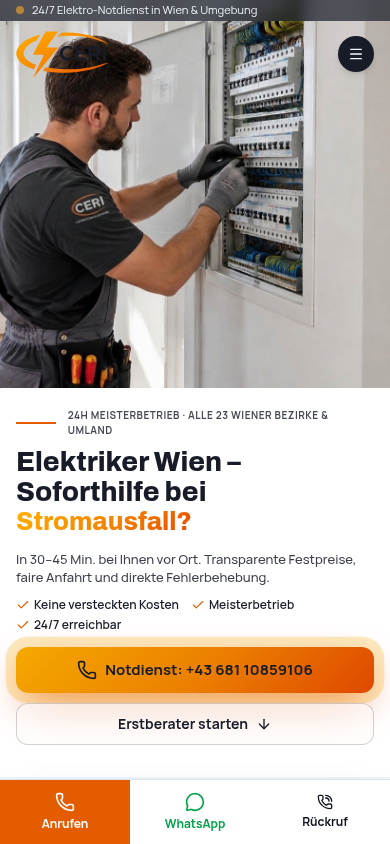 24/7 Elektro-Notdienst in Wien & Umgebung
CERI
CERI
24H MEISTERBETRIEB · ALLE 23 WIENER BEZIRKE &
UMLAND
Elektriker Wien –
Soforthilfe bei
Stromausfall?
In 30–45 Min. bei Ihnen vor Ort. Transparente Festpreise,
faire Anfahrt und direkte Fehlerbehebung.
Keine versteckten Kosten Meisterbetrieb
24/7 erreichbar
Notdienst: +43 681 10859106
Erstberater starten
Anrufen WhatsApp Rückruf